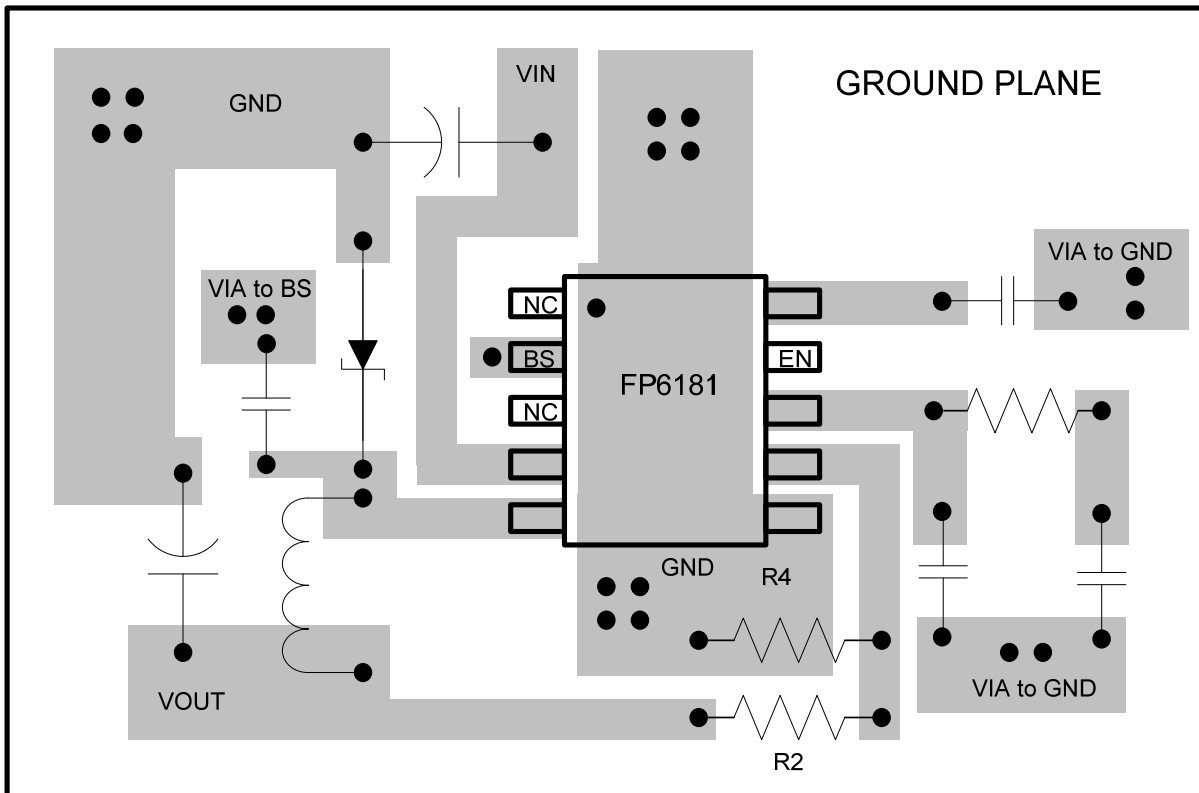 VIN
GROUND PLANE
GND
VIA to GND
VIA to BS
NC
BS
EN
FP6181
NC
GND
R4
VIA to GND
VOUT
R2